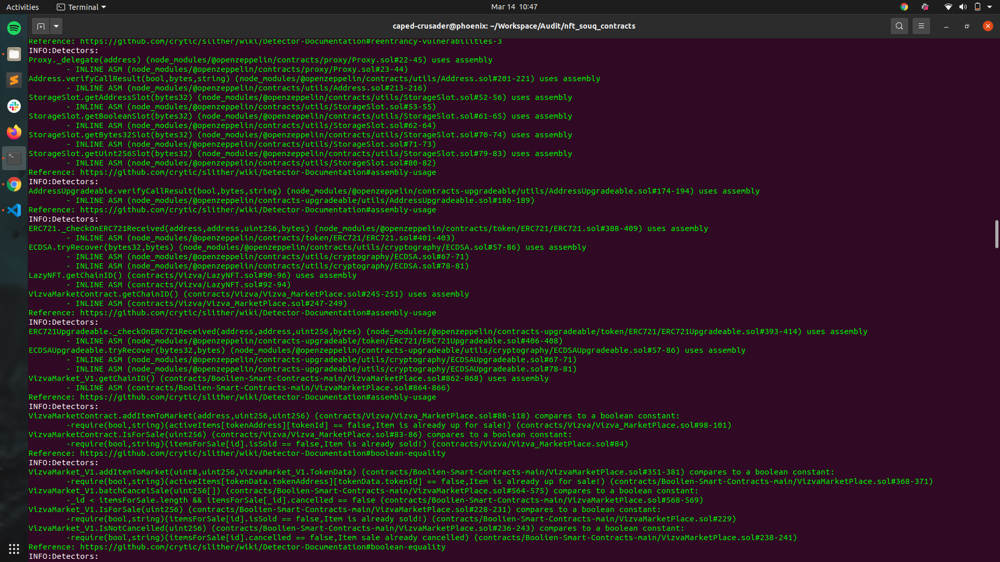 Activities
Terminal
Mar 14 10:47
caped-crusader@phoenix: ~/Workspace/Audit/nft_souq_contracts
Reference: https://github.com/crytic/slither/wiki/Detector-Documentation#reentrancy-vulnerabilities-3
INFO:Detectors:
Proxy._delegate(address) (node_modules/@openzeppelin/contracts/proxy/Proxy.sol#22-45) uses assembly
- INLINE ASM (node_modules/@openzeppelin/contracts/proxy/Proxy.sol#23-44)
Address.verifyCallResult(bool,bytes,string) (node_modules/@openzeppelin/contracts/utils/Address.sol#201-221) uses assembly
- INLINE ASM (node_modules/@openzeppelin/contracts/utils/Address.sol#213-216)
StorageSlot.getAddressSlot(bytes32) (node_modules/@openzeppelin/contracts/utils/StorageSlot.sol#52-56) uses assembly
- INLINE ASM (node_modules/@openzeppelin/contracts/utils/StorageSlot.sol#53-55)
StorageSlot.getBooleanSlot(bytes32) (node_modules/@openzeppelin/contracts/utils/StorageSlot.sol#61-65) uses assembly
- INLINE ASM (node_modules/@openzeppelin/contracts/utils/StorageSlot.sol#62-64)
StorageSlot.getBytes32Slot(bytes32) (node_modules/@openzeppelin/contracts/utils/StorageSlot.sol#70-74) uses assembly
- INLINE ASM (node_modules/@openzeppelin/contracts/utils/StorageSlot.sol#71-73)
StorageSlot.getUint256Slot(bytes32) (node_modules/@openzeppelin/contracts/utils/StorageSlot.sol#79-83) uses assembly
- INLINE ASM (node_modules/@openzeppelin/contracts/utils/StorageSlot.sol#80-82)
Reference: https://github.com/crytic/slither/wiki/Detector-Documentation#assembly-usage
INFO:Detectors:
AddressUpgradeable.verifyCallResult(bool,bytes,string) (node_modules/@openzeppelin/contracts-upgradeable/utils/AddressUpgradeable.sol#174-194) uses assembly
- INLINE ASM (node_modules/@openzeppelin/contracts-upgradeable/utils/AddressUpgradeable.sol#186-189)
Reference: https://github.com/crytic/slither/wiki/Detector-Documentation#assembly-usage
INFO:Detectors:
ERC721._checkOnERC721Received(address,address,uint256,bytes) (node_modules/@openzeppelin/contracts/token/ERC721/ERC721.sol#388-409) uses assembly
- INLINE ASM (node_modules/@openzeppelin/contracts/token/ERC721/ERC721.sol#401-403)
ECDSA.tryRecover(bytes32,bytes) (node_modules/@openzeppelin/contracts/utils/cryptography/ECDSA.sol#57-86) uses assembly
- INLINE ASM (node_modules/@openzeppelin/contracts/utils/cryptography/ECDSA.sol#67-71)
- INLINE ASM (node_modules/@openzeppelin/contracts/utils/cryptography/ECDSA.sol#78-81)
LazyNFT.getChainID() (contracts/Vizva/LazyNFT.sol#90-96) uses assembly
- INLINE ASM (contracts/Vizva/LazyNFT.sol#92-94)
VizvaMarketContract.getChainID() (contracts/Vizva/Vizva_MarketPlace.sol#245-251) uses assembly
- INLINE ASM (contracts/Vizva/Vizva_MarketPlace.sol#247-249)
Reference: https://github.com/crytic/slither/wiki/Detector-Documentation#assembly-usage
INFO:Detectors:
ERC721Upgradeable._checkOnERC721Received(address,address,uint256,bytes) (node_modules/@openzeppelin/contracts-upgradeable/token/ERC721/ERC721Upgradeable.sol#393-414) uses assembly
- INLINE ASM (node_modules/@openzeppelin/contracts-upgradeable/token/ERC721/ERC721Upgradeable.sol#406-408)
ECDSAUpgradeable.tryRecover(bytes32,bytes) (node_modules/@openzeppelin/contracts-upgradeable/utils/cryptography/ECDSAUpgradeable.sol#57-86) uses assembly
- INLINE ASM (node_modules/@openzeppelin/contracts-upgradeable/utils/cryptography/ECDSAUpgradeable.sol#67-71)
- INLINE ASM (node_modules/@openzeppelin/contracts-upgradeable/utils/cryptography/ECDSAUpgradeable.sol#78-81)
VizvaMarket_V1.getChainID() (contracts/Boolien-Smart-Contracts-main/VizvaMarketPlace.sol#862-868) uses assembly
- INLINE ASM (contracts/Boolien-Smart-Contracts-main/VizvaMarketPlace.sol#864-866)
Reference: https://github.com/crytic/slither/wiki/Detector-Documentation#assembly-usage
INFO:Detectors:
VizvaMarketContract.addItemToMarket(address,uint256,uint256) (contracts/Vizva/Vizva_MarketPlace.sol#88-118) compares to a boolean constant:
-require(bool,string)(activeItems[tokenAddress][tokenId] == false,Item is already up for sale!) (contracts/Vizva/Vizva_MarketPlace.sol#98-101)
VizvaMarketContract.IsForSale(uint256) (contracts/Vizva/Vizva_MarketPlace.sol#83-86) compares to a boolean constant:
-require(bool,string)(itemsForSale[id].isSold == false,Item is already sold!) (contracts/Vizva/Vizva_MarketPlace.sol#84)
Reference: https://github.com/crytic/slither/wiki/Detector-Documentation#boolean-equality
INFO:Detectors:
VizvaMarket_V1.addItemToMarket(uint8,uint256,VizvaMarket_V1.TokenData) (contracts/Boolien-Smart-Contracts-main/VizvaMarketPlace.sol#351-381) compares to a boolean constant:
-require(bool,string)(activeItems[tokenData.tokenAddress][tokenData.tokenId] == false,Item is already up for sale!) (contracts/Boolien-Smart-Contracts-main/VizvaMarketPlace.sol#368-371)
VizvaMarket_V1.batchCancelSale(uint256[]) (contracts/Boolien-Smart-Contracts-main/VizvaMarketPlace.sol#564-575) compares to a boolean constant:
-_id < itemsForSale.length && itemsForSale[_id].cancelled == false (contracts/Boolien-Smart-Contracts-main/VizvaMarketPlace.sol#568-569)
VizvaMarket_V1.IsForSale(uint256) (contracts/Boolien-Smart-Contracts-main/VizvaMarketPlace.sol#228-231) compares to a boolean constant:
-require(bool,string)(itemsForSale[id].isSold == false,Item is already sold!) (contracts/Boolien-Smart-Contracts-main/VizvaMarketPlace.sol#229)
VizvaMarket_V1.IsNotCancelled(uint256) (contracts/Boolien-Smart-Contracts-main/VizvaMarketPlace.sol#236-243) compares to a boolean constant:
-require(bool,string)(itemsForSale[id].cancelled == false,Item sale already cancelled) (contracts/Boolien-Smart-Contracts-main/VizvaMarketPlace.sol#238-241)
Reference: https://github.com/crytic/slither/wiki/Detector-Documentation#boolean-equality
INFO:Detectors: